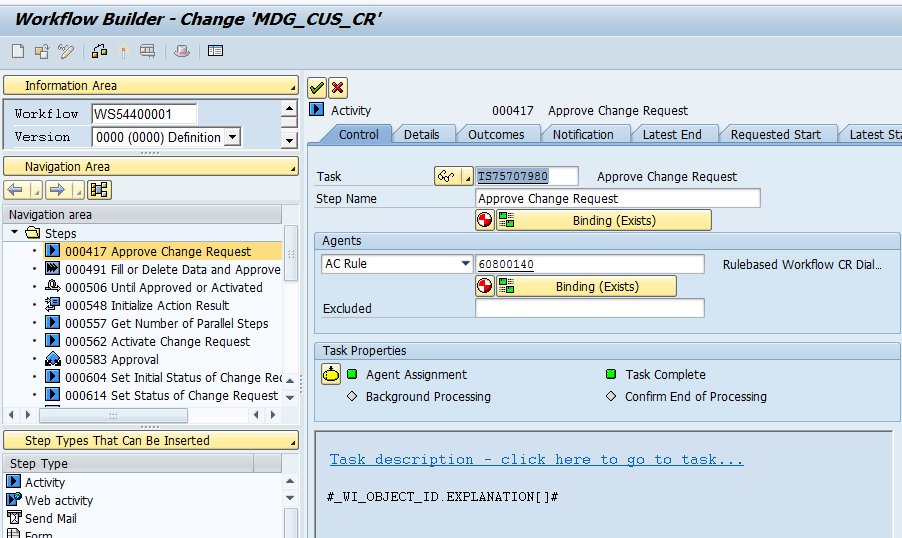 Workflow Builder - Change 'MDG_CUS_CR'
Information Area
Workflow WS54400001
Version 0000 (0000) Definition
Navigation Area
Navigation area
Steps
000417 Approve Change Request
000491 Fill or Delete Data and Approve
000506 Until Approved or Activated
000548 Initialize Action Result
000557 Get Number of Parallel Steps
000562 Activate Change Request
000583 Approval
000604 Set Initial Status of Change Rec
000614 Set Status of Change Request
Step Types That Can Be Inserted
Step Type
Activity
Web activity
Send Mail
Form
Activity 000417 Approve Change Request
Control Details Outcomes Notification Latest End Requested Start Latest Sta
Task TS75707980 Approve Change Request
Step Name Approve Change Request
Binding (Exists)
Agents
AC Rule 60800140 Rulebased Workflow CR Dial...
Binding (Exists)
Excluded
Task Properties
Agent Assignment Task Complete
Background Processing Confirm End of Processing
Task description - click here to go to task...
#_WI_OBJECT_ID.EXPLANATION[]#